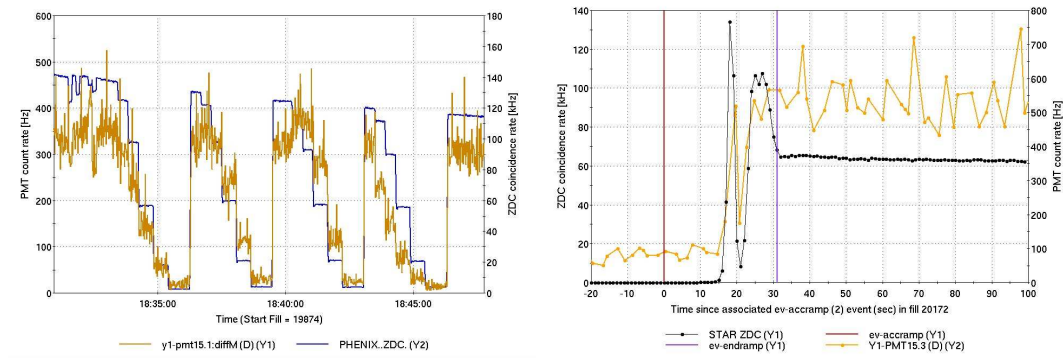 600
500
400
300
200
100
0
PMT count rate [Hz]
180
160
140
120
100
80
60
40
20
0
ZDC coincidence rate [kHz]
18:35:00
18:40:00
18:45:00
Time (Start Fill = 19874)
y1-pmt15.1:diffM (D) (Y1)
PHENIX..ZDC. (Y2)
140
120
100
80
60
40
20
0
ZDC coincidence rate [kHz]
800
700
600
500
400
300
200
100
0
PMT count rate [Hz]
-20 -10 0 10 20 30 40 50 60 70 80 90 100
Time since associated ev-accramp (2) event (sec) in fill 20172
STAR ZDC (Y1)
ev-accramp (Y1)
ev-endramp (Y1)
Y1-PMT15.3 (D) (Y2)